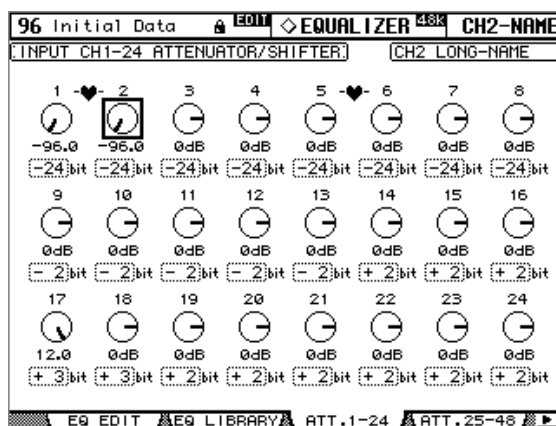 96 Initial Data EDIT ◇EQUALIZER 48k CH2-NAME
INPUT CH1-24 ATTENUATOR/SHIFTER CH2 LONG-NAME
1 -♥- 2 3 4 5 -♥- 6 7 8
-96.0 -96.0 0dB 0dB 0dB 0dB 0dB 0dB
-24 bit -24 bit -24 bit -24 bit -24 bit -24 bit -24 bit -24 bit
9 10 11 12 13 14 15 16
0dB 0dB 0dB 0dB 0dB 0dB 0dB 0dB
- 2 bit - 2 bit - 2 bit - 2 bit - 2 bit + 2 bit + 2 bit + 2 bit
17 18 19 20 21 22 23 24
12.0 0dB 0dB 0dB 0dB 0dB 0dB 0dB
+ 3 bit + 3 bit + 2 bit + 2 bit + 2 bit + 2 bit + 2 bit + 2 bit
EQ EDIT EQ LIBRARY ATT.1-24 ATT.25-48